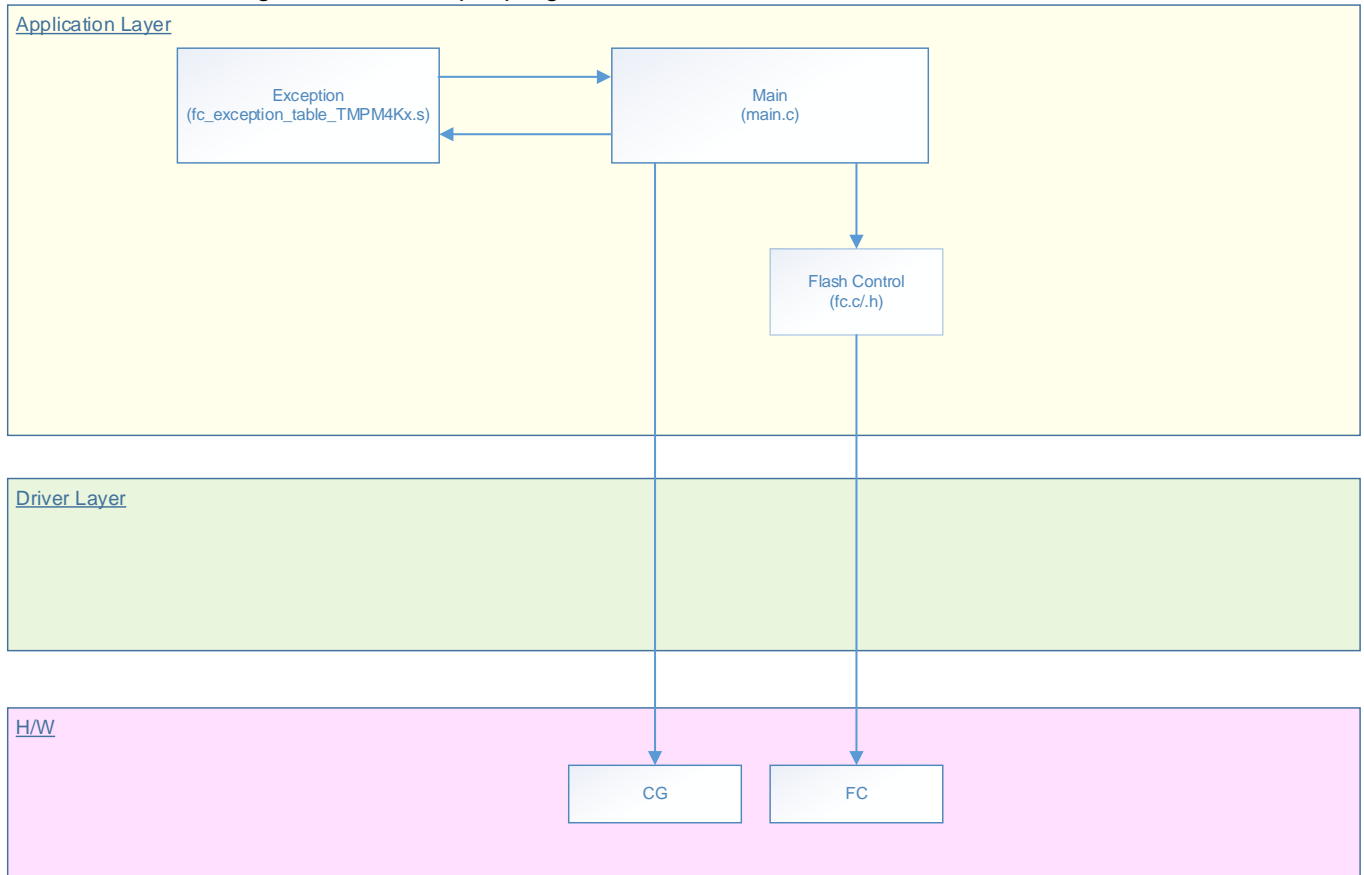 Application Layer
Exception
(fc_exception_table_TMPM4Kx.s)
Main
(main.c)
Flash Control
(fc.c/.h)
Driver Layer
H/W
CG
FC